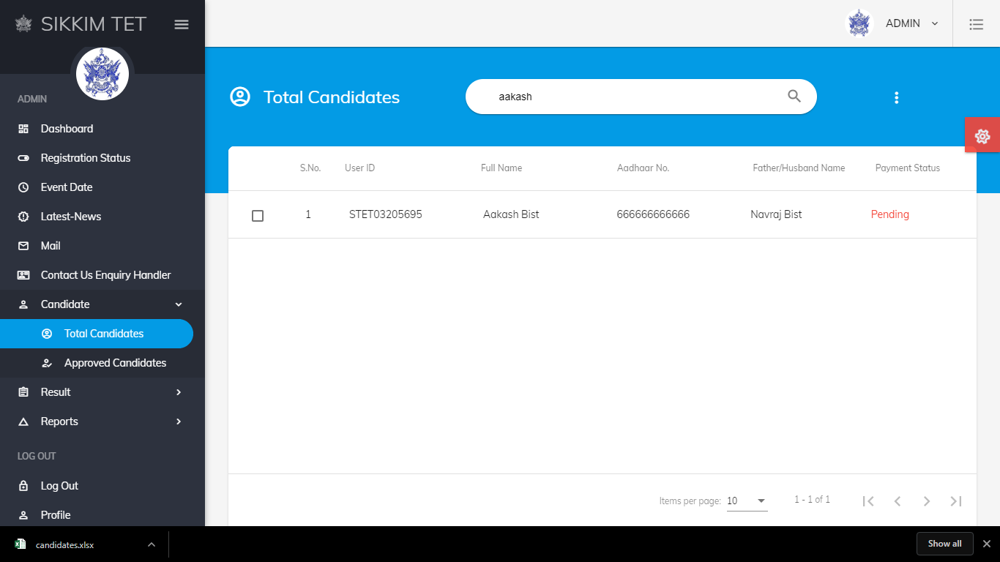 SIKKIM TET
ADMIN
ADMIN
Dashboard
Registration Status
Event Date
Latest-News
Mail
Contact Us Enquiry Handler
Candidate
Total Candidates
Approved Candidates
Result
Reports
LOG OUT
Log Out
Profile
Total Candidates
aakash
S.No. User ID Full Name Aadhaar No. Father/Husband Name Payment Status
1 STET03205695 Aakash Bist 666666666666 Navraj Bist Pending
Items per page: 10 1 - 1 of 1
candidates.xlsx Show all